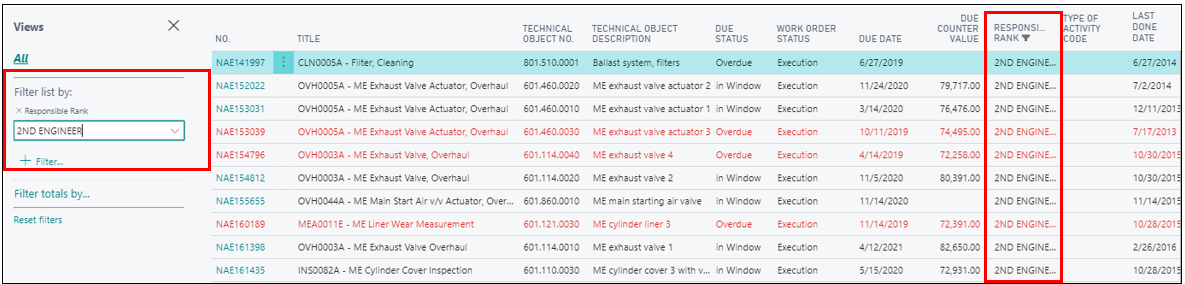 Views
All
Filter list by:
× Responsible Rank
2ND ENGINEER
+ Filter...
Filter totals by...
Reset filters
NO. TITLE TECHNICAL OBJECT NO. TECHNICAL OBJECT DESCRIPTION DUE STATUS WORK ORDER STATUS DUE DATE DUE COUNTER VALUE RESPONSI... RANK TYPE OF ACTIVITY CODE LAST DONE DATE
NAE141997 CLN0005A - Filter, Cleaning 801.510.0001 Ballast system, filters Overdue Execution 6/27/2019 2ND ENGINE... 6/27/2014
NAE152022 OVH0005A - ME Exhaust Valve Actuator, Overhaul 601.460.0020 ME exhaust valve actuator 2 in Window Execution 11/24/2020 79,717.00 2ND ENGINE... 7/2/2014
NAE153031 OVH0005A - ME Exhaust Valve Actuator, Overhaul 601.460.0010 ME exhaust valve actuator 1 in Window Execution 3/14/2020 76,476.00 2ND ENGINE... 12/11/2013
NAE153039 OVH0005A - ME Exhaust Valve Actuator, Overhaul 601.460.0030 ME exhaust valve actuator 3 Overdue Execution 10/11/2019 74,495.00 2ND ENGINE... 7/17/2013
NAE154796 OVH0003A - ME Exhaust Valve, Overhaul 601.114.0040 ME exhaust valve 4 Overdue Execution 4/14/2019 72,258.00 2ND ENGINE... 10/30/2015
NAE154812 OVH0003A - ME Exhaust Valve, Overhaul 601.114.0020 ME exhaust valve 2 in Window Execution 11/5/2020 80,391.00 2ND ENGINE... 10/30/2015
NAE155655 OVH0044A - ME Main Start Air v/v Actuator, Over... 601.860.0010 ME main starting air valve in Window Execution 11/14/2020 2ND ENGINE... 11/14/2015
NAE160189 MEA0011E - ME Liner Wear Measurement 601.121.0030 ME cylinder liner 3 Overdue Execution 11/14/2019 72,391.00 2ND ENGINE... 10/28/2015
NAE161398 OVH0003A - ME Exhaust Valve Overhaul 601.114.0010 ME exhaust valve 1 in Window Execution 4/12/2021 82,650.00 2ND ENGINE... 2/26/2016
NAE161435 INS0082A - ME Cylinder Cover Inspection 601.110.0030 ME cylinder cover 3 with v... in Window Execution 5/15/2020 72,931.00 2ND ENGINE... 10/28/2015